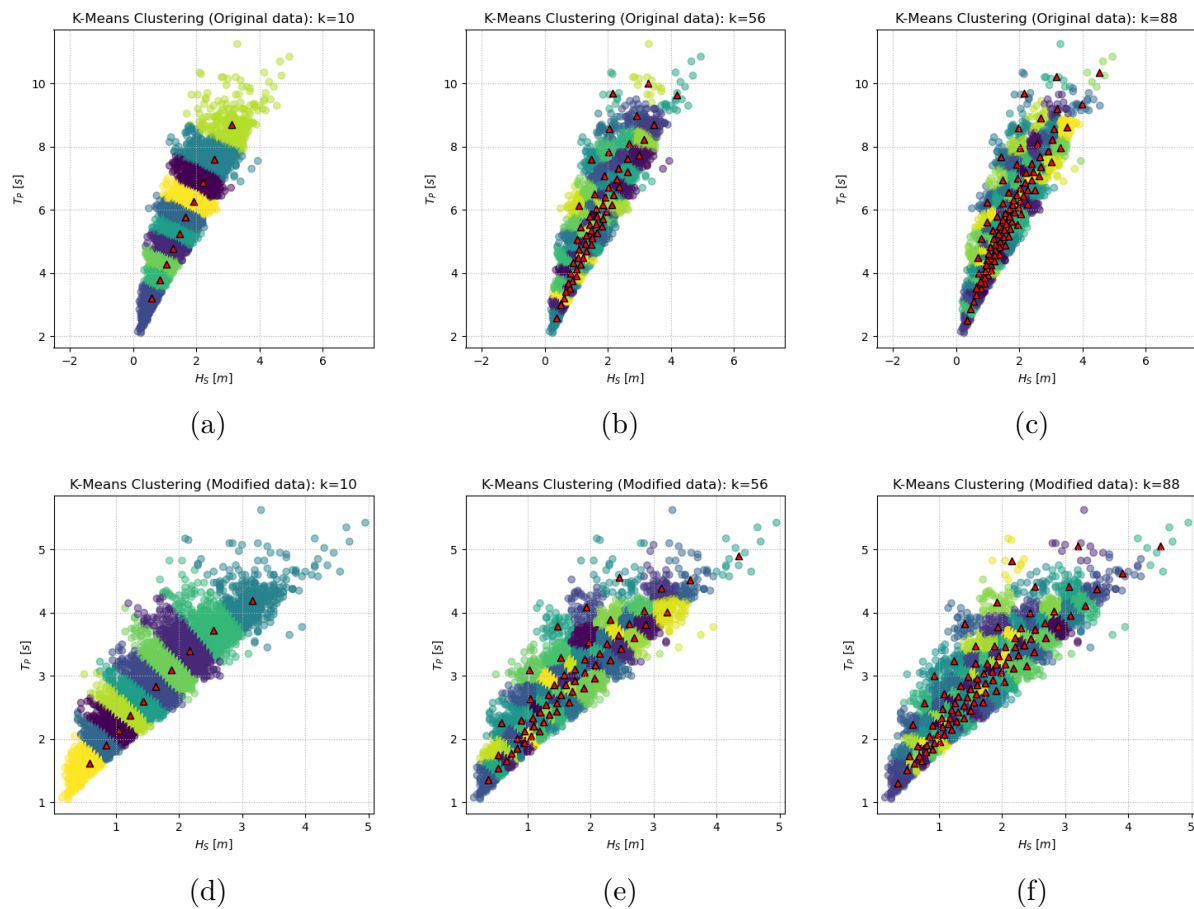 K-Means Clustering (Original data): k=10
10
8
6
4
2
T_P [s]
−2 0 2 4 6
H_S [m]
(a)
K-Means Clustering (Original data): k=56
10
8
6
4
2
T_P [s]
−2 0 2 4 6
H_S [m]
(b)
K-Means Clustering (Original data): k=88
10
8
6
4
2
T_P [s]
−2 0 2 4 6
H_S [m]
(c)
K-Means Clustering (Modified data): k=10
5
4
3
2
1
T_P [s]
1 2 3 4 5
H_S [m]
(d)
K-Means Clustering (Modified data): k=56
5
4
3
2
1
T_P [s]
1 2 3 4 5
H_S [m]
(e)
K-Means Clustering (Modified data): k=88
5
4
3
2
1
T_P [s]
1 2 3 4 5
H_S [m]
(f)